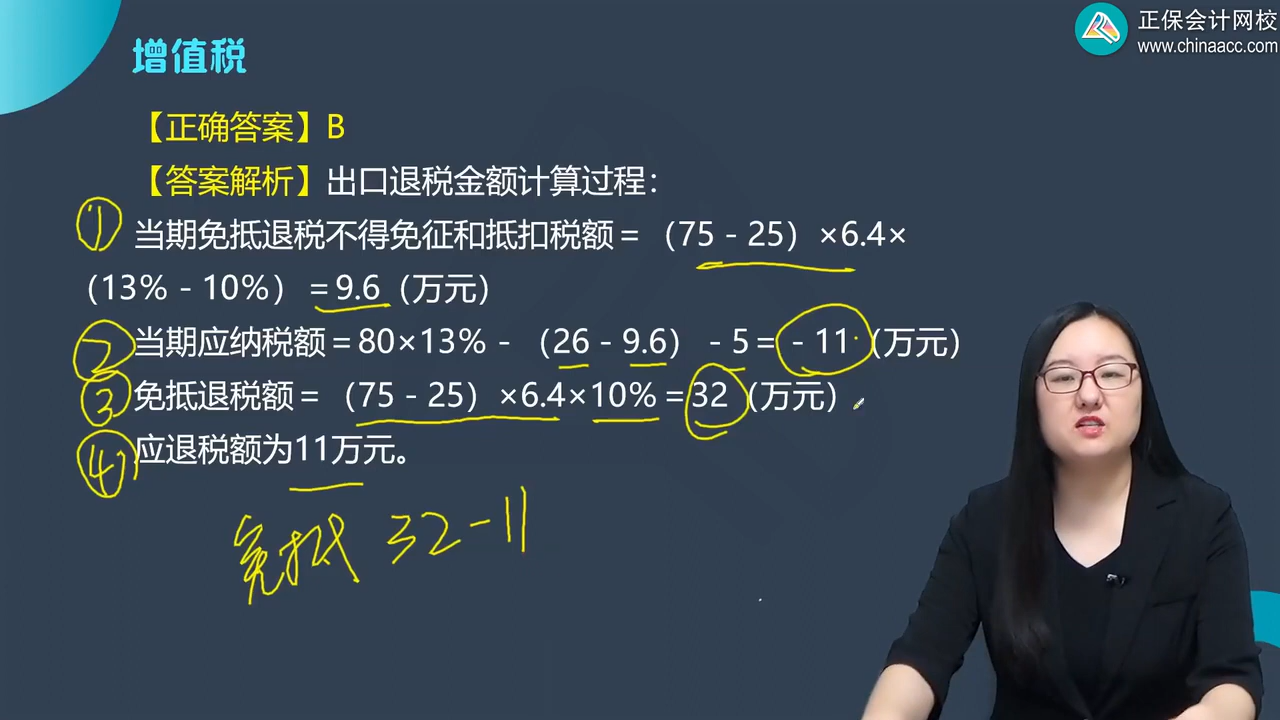 正保会计网校
www.chinaacc.com
增值税
【正确答案】B
【答案解析】出口退税金额计算过程：
① 当期免抵退税不得免征和抵扣税额＝（75－25）×6.4×
（13%－10%）＝9.6（万元）
② 当期应纳税额＝80×13%－（26－9.6）－5＝－11（万元）
③ 免抵退税额＝（75－25）×6.4×10%＝32（万元）
④ 应退税额为11万元。
免抵 32-11